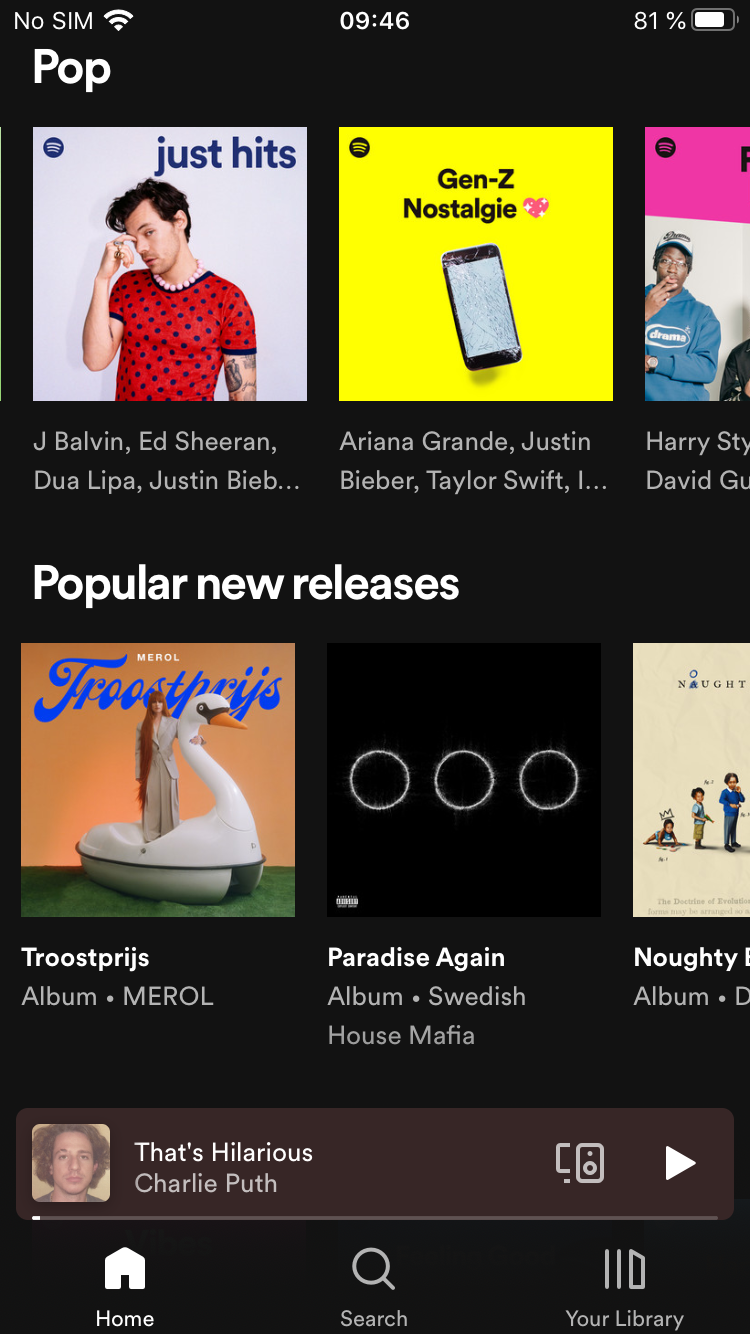 No SIM 09:46 81 %
Pop
just hits
Gen-Z
Nostalgie
drama
J Balvin, Ed Sheeran,
Dua Lipa, Justin Bieb...
Ariana Grande, Justin
Bieber, Taylor Swift, I...
Harry Sty
David Gu
Popular new releases
MEROL
Troostprijs
NAUGHT
The Doctrine of Evolution
Troostprijs
Album • MEROL
Paradise Again
Album • Swedish
House Mafia
Noughty
Album • D
That's Hilarious
Charlie Puth
Home
Search
Your Library